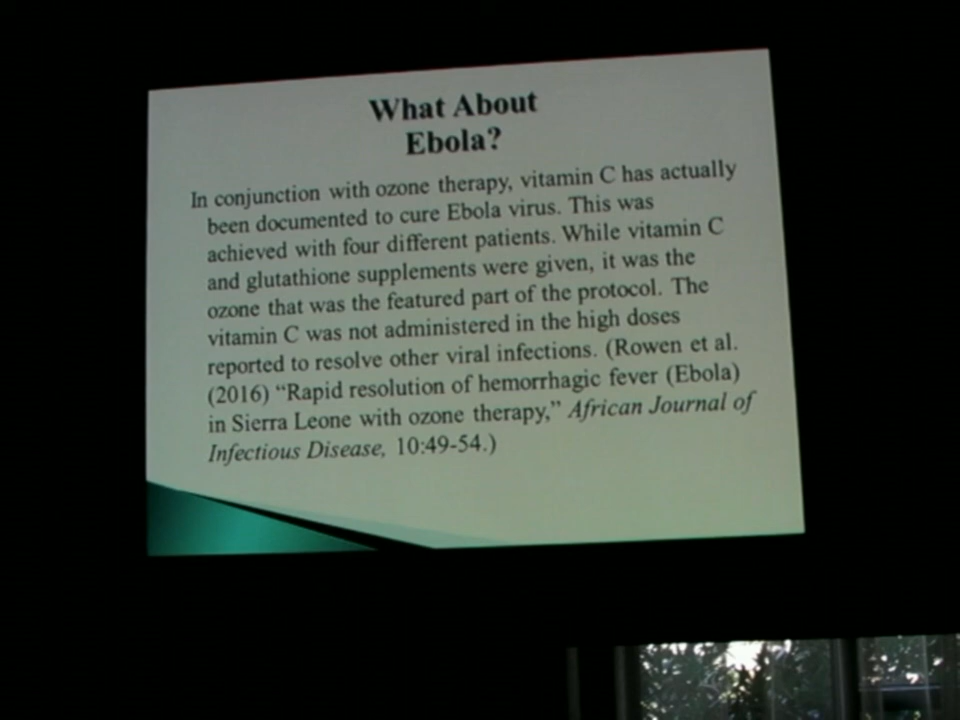 What About
Ebola?
In conjunction with ozone therapy, vitamin C has actually
been documented to cure Ebola virus. This was
achieved with four different patients. While vitamin C
and glutathione supplements were given, it was the
ozone that was the featured part of the protocol. The
vitamin C was not administered in the high doses
reported to resolve other viral infections. (Rowen et al.
(2016) “Rapid resolution of hemorrhagic fever (Ebola)
in Sierra Leone with ozone therapy,” African Journal of
Infectious Disease, 10:49-54.)